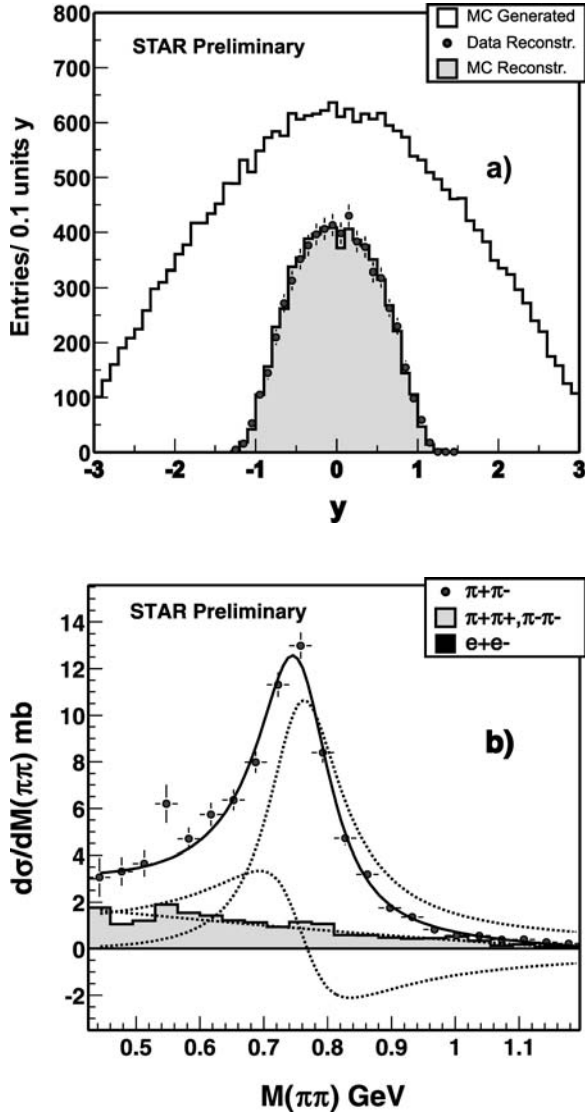 800
700
600
500
400
300
200
100
0
Entries/ 0.1 units y
STAR Preliminary
MC Generated
Data Reconstr.
MC Reconstr.
a)
-3 -2 -1 0 1 2 3
y
14
12
10
8
6
4
2
0
-2
dσ/dM(ππ) mb
STAR Preliminary
π+π-
π+π+,π-π-
e+e-
b)
0.5 0.6 0.7 0.8 0.9 1 1.1
M(ππ) GeV